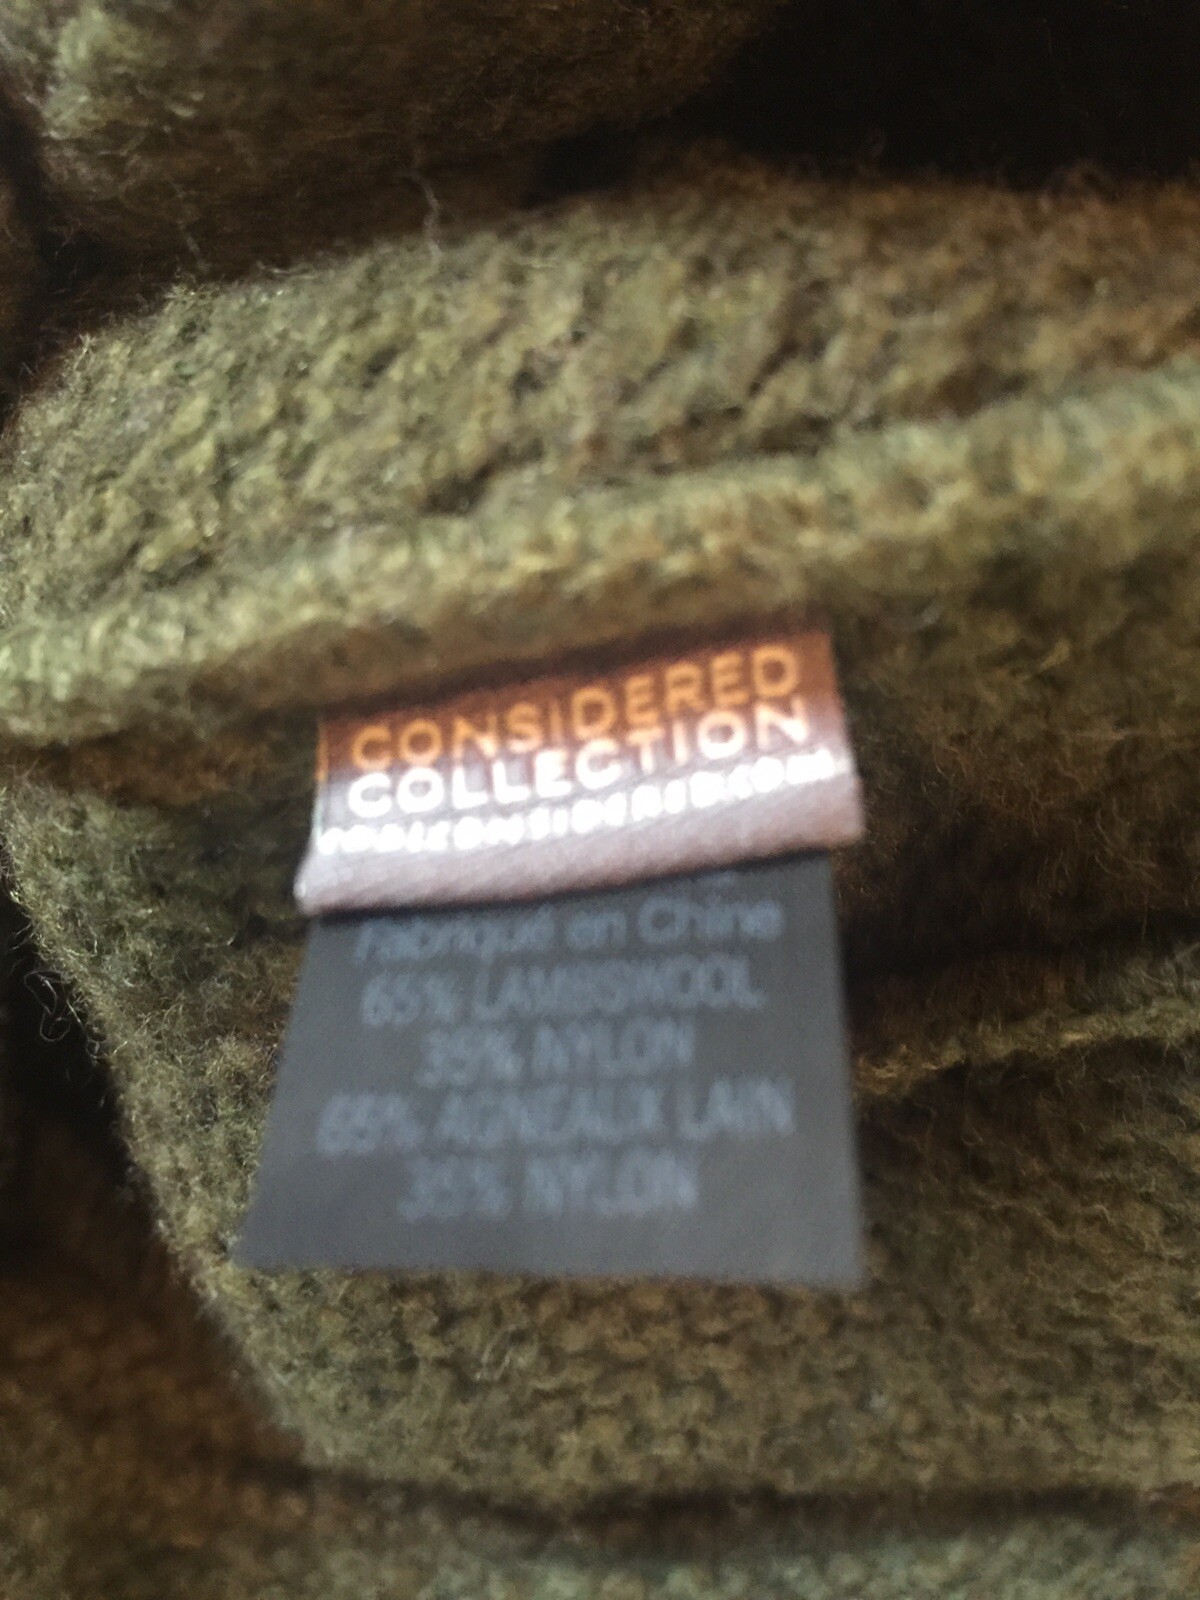 CONSIDERED
COLLECTION
Fabriqué en Chine
65% LAMBSWOOL
35% NYLON
65% AGNEAUX LAIN
35% NYLON